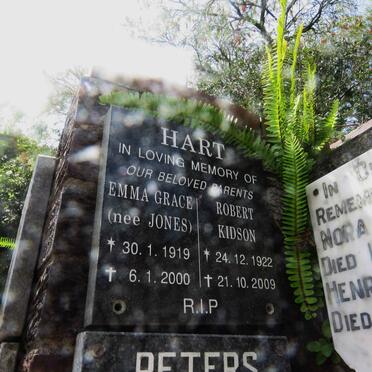 HART
IN LOVING MEMORY OF
OUR BELOVED PARENTS
EMMA GRACE
(nee JONES)
* 30 . 1 . 1919
† 6 . 1 . 2000
ROBERT
KIDSON
* 24 . 12 . 1922
† 21 . 10 . 2009
R.I.P
PETERS
IN
REME
NORA
DIED
HENR
DIED